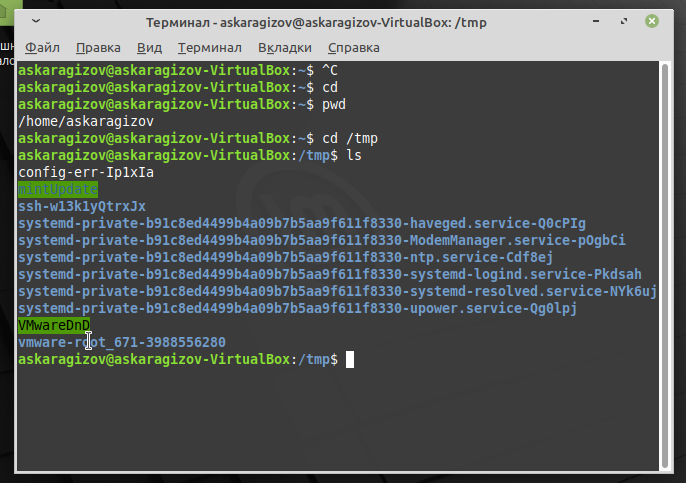 Терминал - askaragizov@askaragizov-VirtualBox: /tmp
Файл Правка Вид Терминал Вкладки Справка
askaragizov@askaragizov-VirtualBox:~$ ^C
askaragizov@askaragizov-VirtualBox:~$ cd
askaragizov@askaragizov-VirtualBox:~$ pwd
/home/askaragizov
askaragizov@askaragizov-VirtualBox:~$ cd /tmp
askaragizov@askaragizov-VirtualBox:/tmp$ ls
config-err-Ip1xIa
mintUpdate
ssh-w13k1yQtrxJx
systemd-private-b91c8ed4499b4a09b7b5aa9f611f8330-haveged.service-Q0cPIg
systemd-private-b91c8ed4499b4a09b7b5aa9f611f8330-ModemManager.service-pOgbCi
systemd-private-b91c8ed4499b4a09b7b5aa9f611f8330-ntp.service-Cdf8ej
systemd-private-b91c8ed4499b4a09b7b5aa9f611f8330-systemd-logind.service-Pkdsah
systemd-private-b91c8ed4499b4a09b7b5aa9f611f8330-systemd-resolved.service-NYk6uj
systemd-private-b91c8ed4499b4a09b7b5aa9f611f8330-upower.service-Qg0lpj
VMwareDnD
vmware-root_671-3988556280
askaragizov@askaragizov-VirtualBox:/tmp$